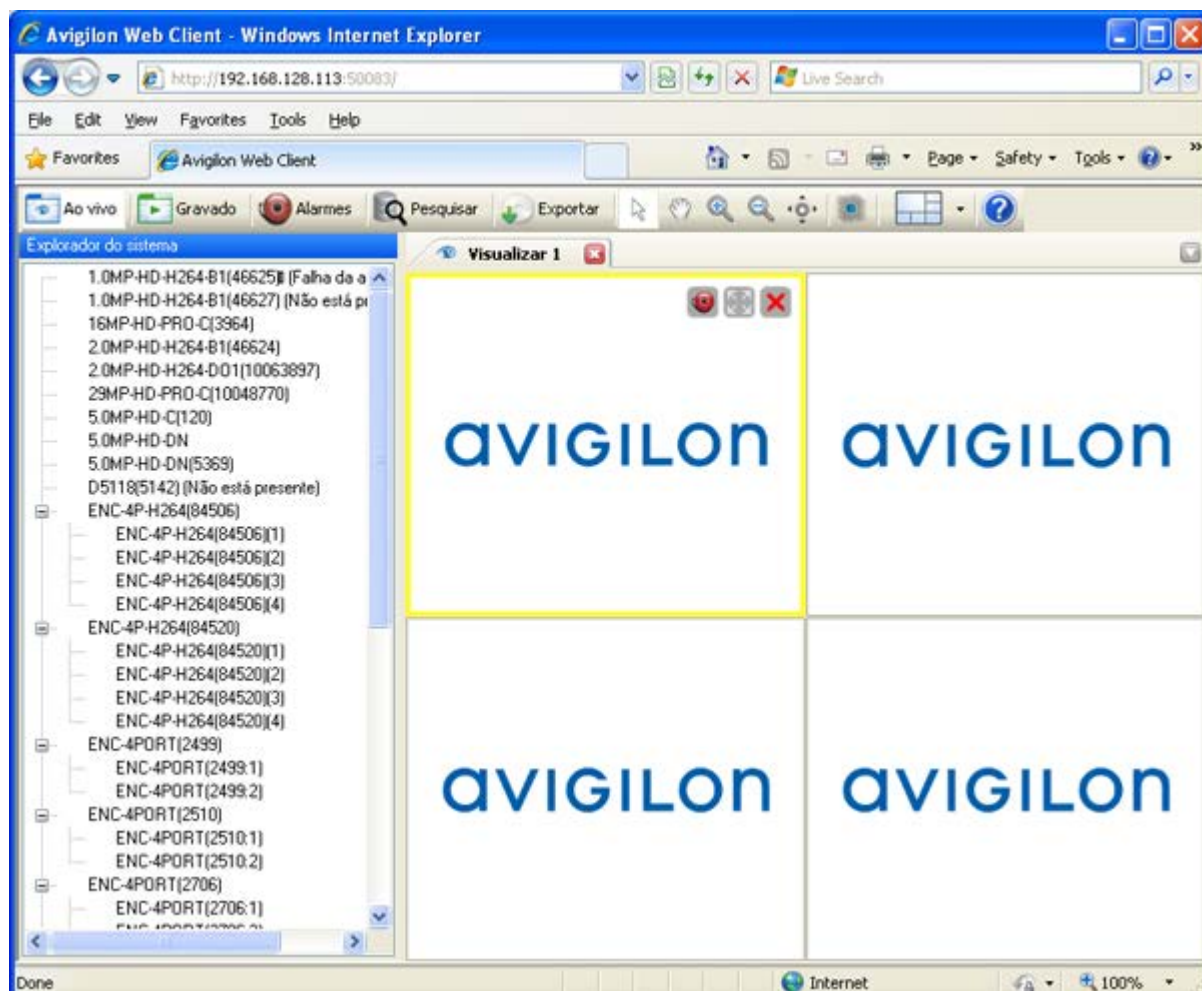 Avigilon Web Client - Windows Internet Explorer
http://192.168.128.113:50083/
Live Search
File Edit View Favorites Tools Help
Favorites Avigilon Web Client Page Safety Tools
Ao vivo Gravado Alarmes Pesquisar Exportar
Explorador do sistema
Visualizar 1
1.0MP-HD-H264-B1(46625) (Falha da a
1.0MP-HD-H264-B1(46627) (Não está pr
16MP-HD-PRO-C(3964)
2.0MP-HD-H264-B1(46624)
2.0MP-HD-H264-DO1(10063897)
29MP-HD-PRO-C(10048770)
5.0MP-HD-C(120)
5.0MP-HD-DN
5.0MP-HD-DN(5369)
D5118(5142) (Não está presente)
ENC-4P-H264(84506)
ENC-4P-H264(84506)(1)
ENC-4P-H264(84506)(2)
ENC-4P-H264(84506)(3)
ENC-4P-H264(84506)(4)
ENC-4P-H264(84520)
ENC-4P-H264(84520)(1)
ENC-4P-H264(84520)(2)
ENC-4P-H264(84520)(3)
ENC-4P-H264(84520)(4)
ENC-4PORT(2499)
ENC-4PORT(2499:1)
ENC-4PORT(2499:2)
ENC-4PORT(2510)
ENC-4PORT(2510:1)
ENC-4PORT(2510:2)
ENC-4PORT(2706)
ENC-4PORT(2706:1)
avigilon avigilon
avigilon avigilon
Done Internet 100%